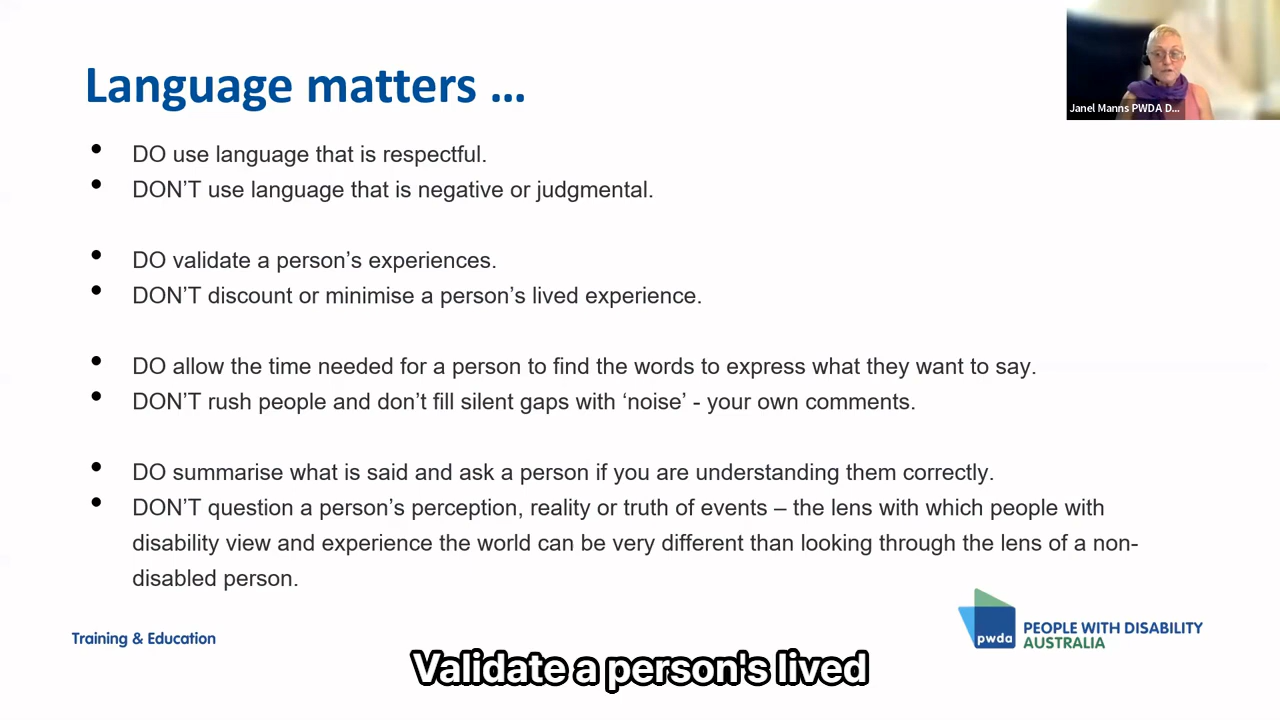 Language matters ...
Janel Manns PWDA D...
• DO use language that is respectful.
• DON’T use language that is negative or judgmental.
• DO validate a person’s experiences.
• DON’T discount or minimise a person’s lived experience.
• DO allow the time needed for a person to find the words to express what they want to say.
• DON’T rush people and don’t fill silent gaps with ‘noise’ - your own comments.
• DO summarise what is said and ask a person if you are understanding them correctly.
• DON’T question a person’s perception, reality or truth of events – the lens with which people with
disability view and experience the world can be very different than looking through the lens of a non-
disabled person.
Training & Education
pwda
PEOPLE WITH DISABILITY
AUSTRALIA
Validate a person's lived